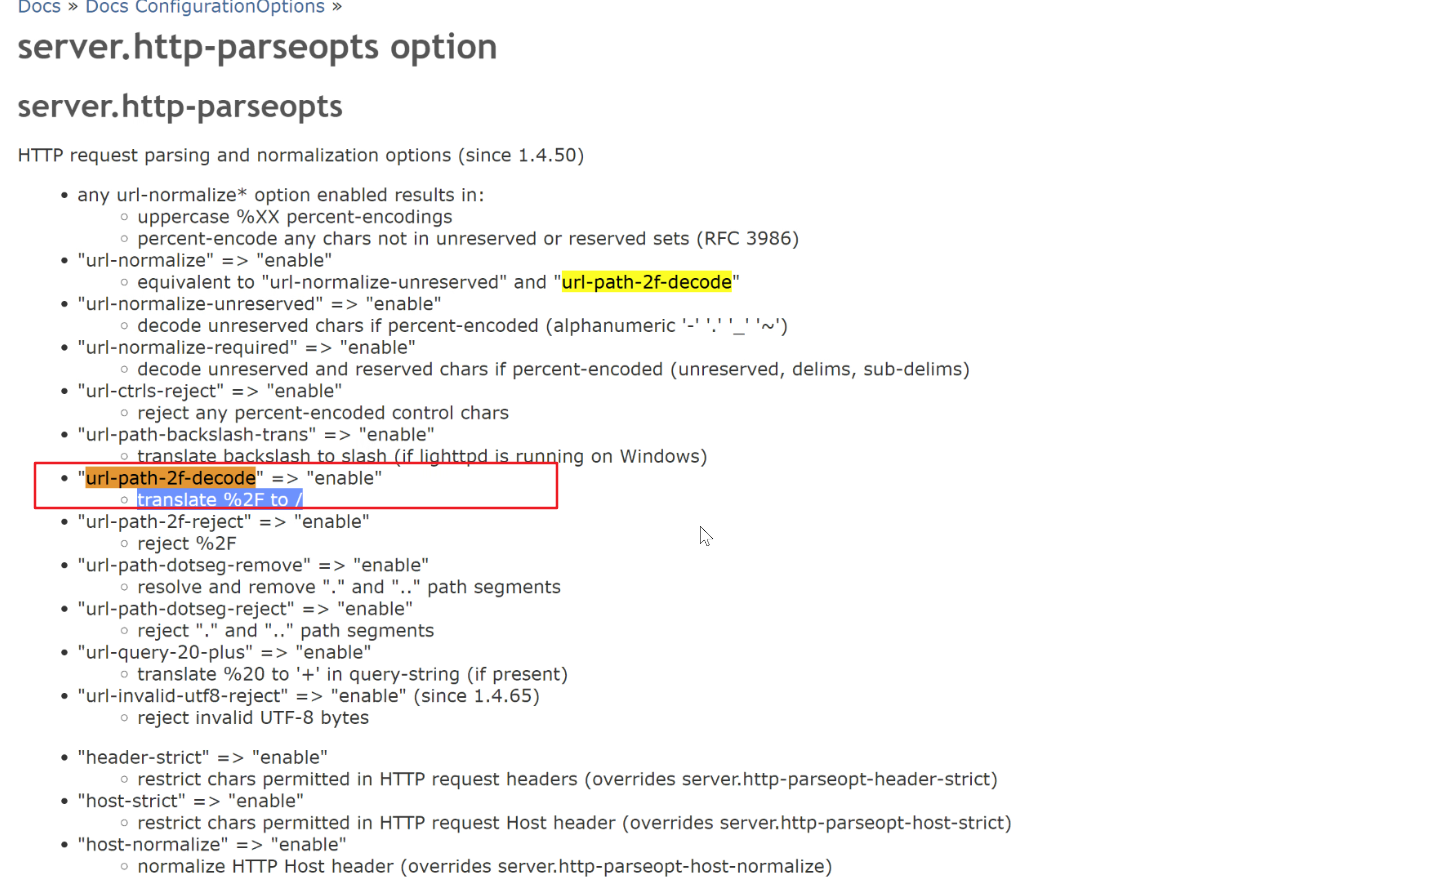 Docs » Docs ConfigurationOptions »
server.http-parseopts option
server.http-parseopts
HTTP request parsing and normalization options (since 1.4.50)
• any url-normalize* option enabled results in:
◦ uppercase %XX percent-encodings
◦ percent-encode any chars not in unreserved or reserved sets (RFC 3986)
• "url-normalize" => "enable"
◦ equivalent to "url-normalize-unreserved" and "url-path-2f-decode"
• "url-normalize-unreserved" => "enable"
◦ decode unreserved chars if percent-encoded (alphanumeric '-' '.' '_' '~')
• "url-normalize-required" => "enable"
◦ decode unreserved and reserved chars if percent-encoded (unreserved, delims, sub-delims)
• "url-ctrls-reject" => "enable"
◦ reject any percent-encoded control chars
• "url-path-backslash-trans" => "enable"
◦ translate backslash to slash (if lighttpd is running on Windows)
• "url-path-2f-decode" => "enable"
◦ translate %2F to /
• "url-path-2f-reject" => "enable"
◦ reject %2F
• "url-path-dotseg-remove" => "enable"
◦ resolve and remove "." and ".." path segments
• "url-path-dotseg-reject" => "enable"
◦ reject "." and ".." path segments
• "url-query-20-plus" => "enable"
◦ translate %20 to '+' in query-string (if present)
• "url-invalid-utf8-reject" => "enable" (since 1.4.65)
◦ reject invalid UTF-8 bytes
• "header-strict" => "enable"
◦ restrict chars permitted in HTTP request headers (overrides server.http-parseopt-header-strict)
• "host-strict" => "enable"
◦ restrict chars permitted in HTTP request Host header (overrides server.http-parseopt-host-strict)
• "host-normalize" => "enable"
◦ normalize HTTP Host header (overrides server.http-parseopt-host-normalize)